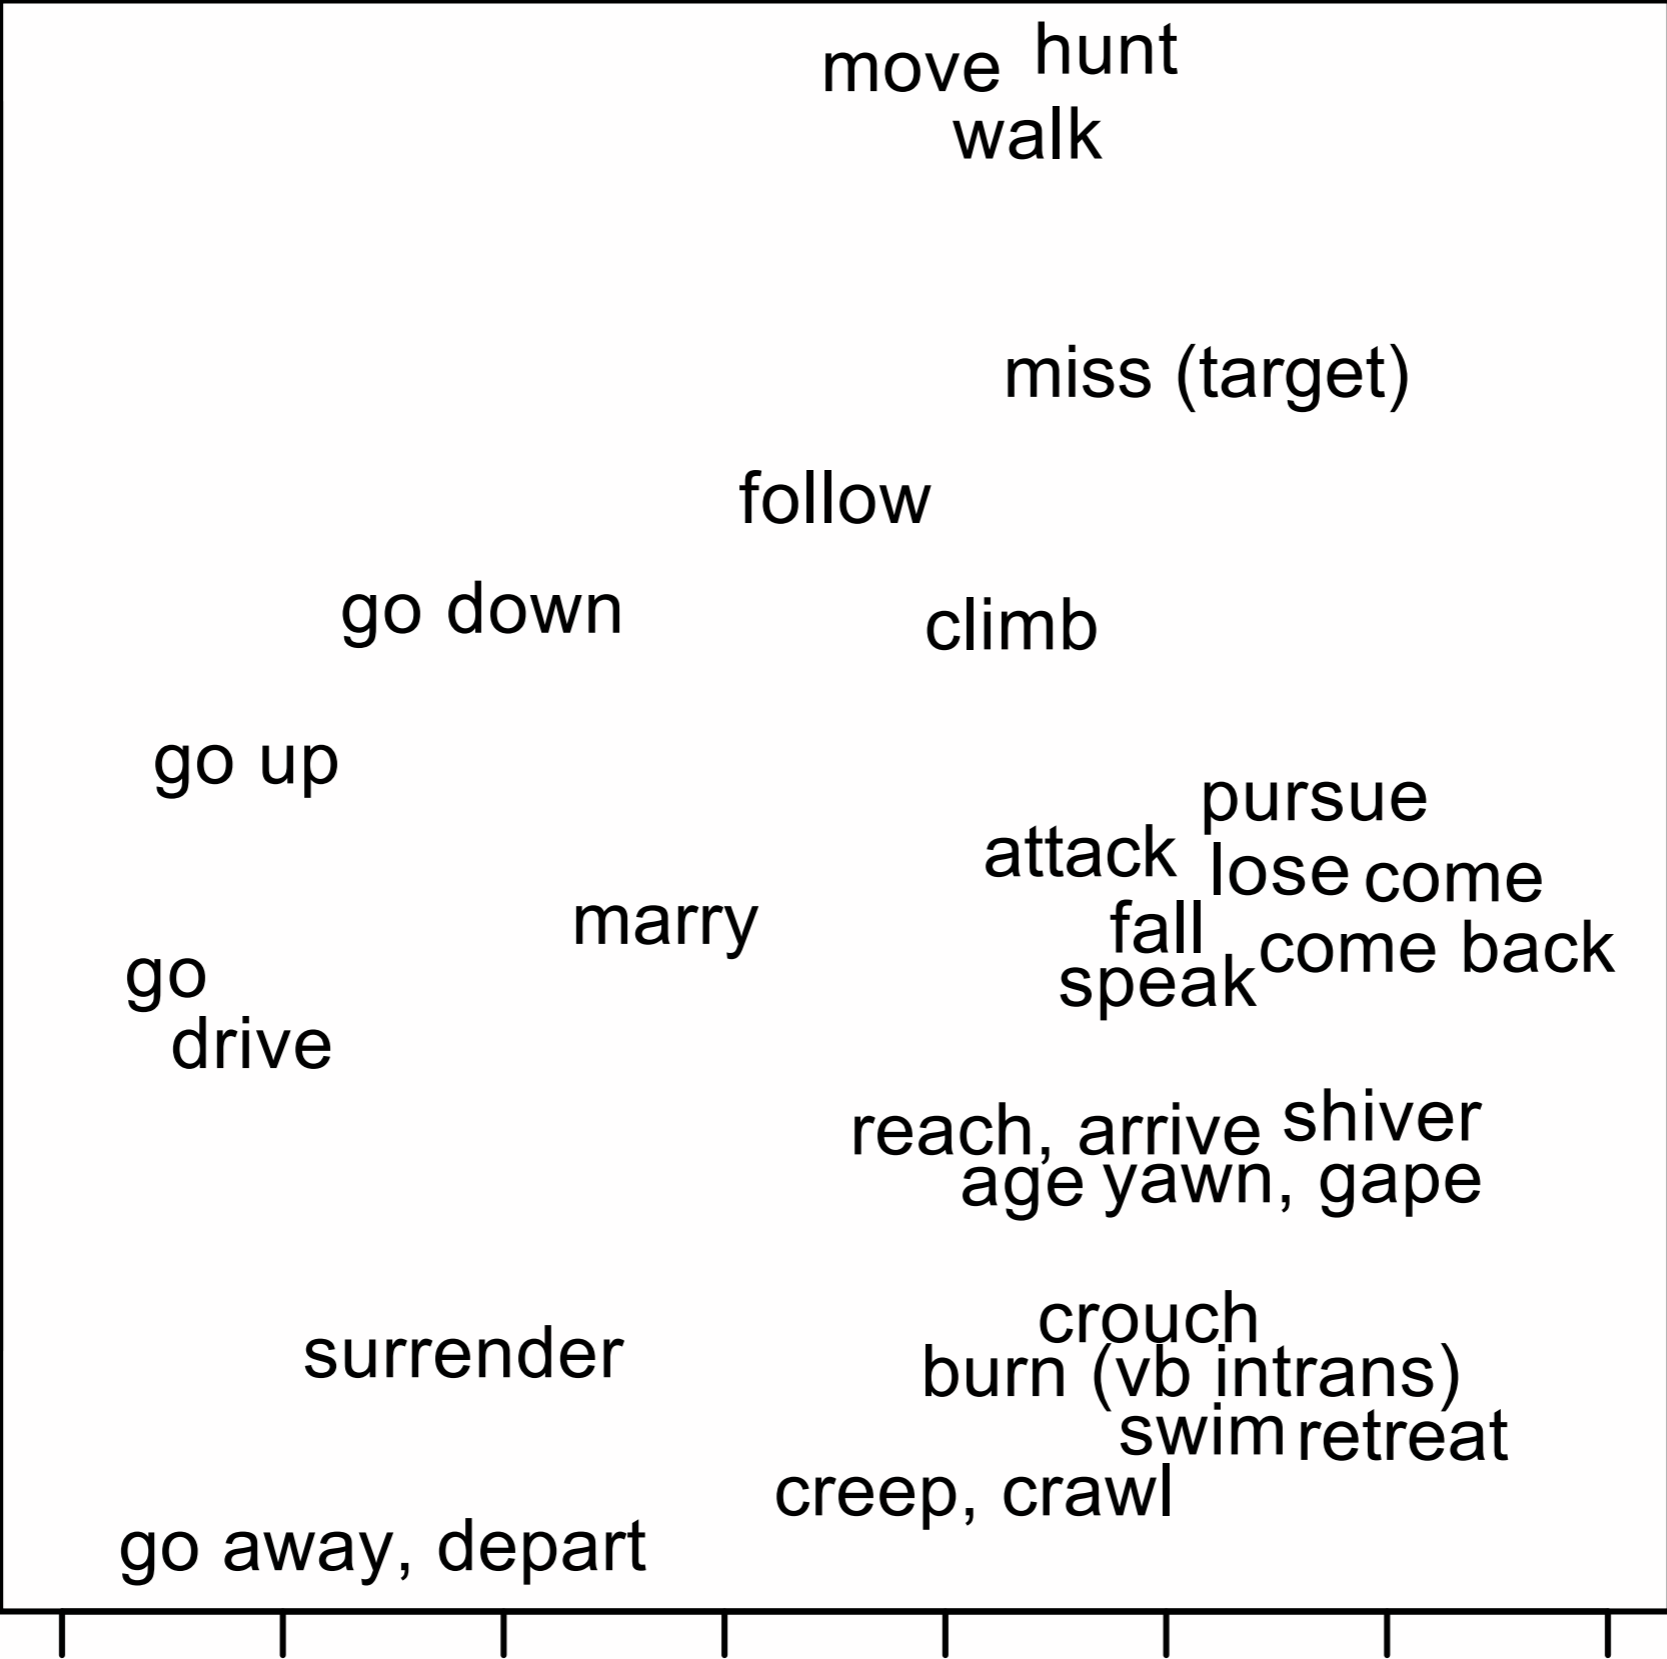 move
hunt
walk
miss (target)
follow
go down
climb
go up
pursue
attack
lose
come
marry
fall
come back
go
speak
drive
reach, arrive
shiver
age
yawn, gape
crouch
surrender
burn (vb intrans)
swim
retreat
creep, crawl
go away, depart